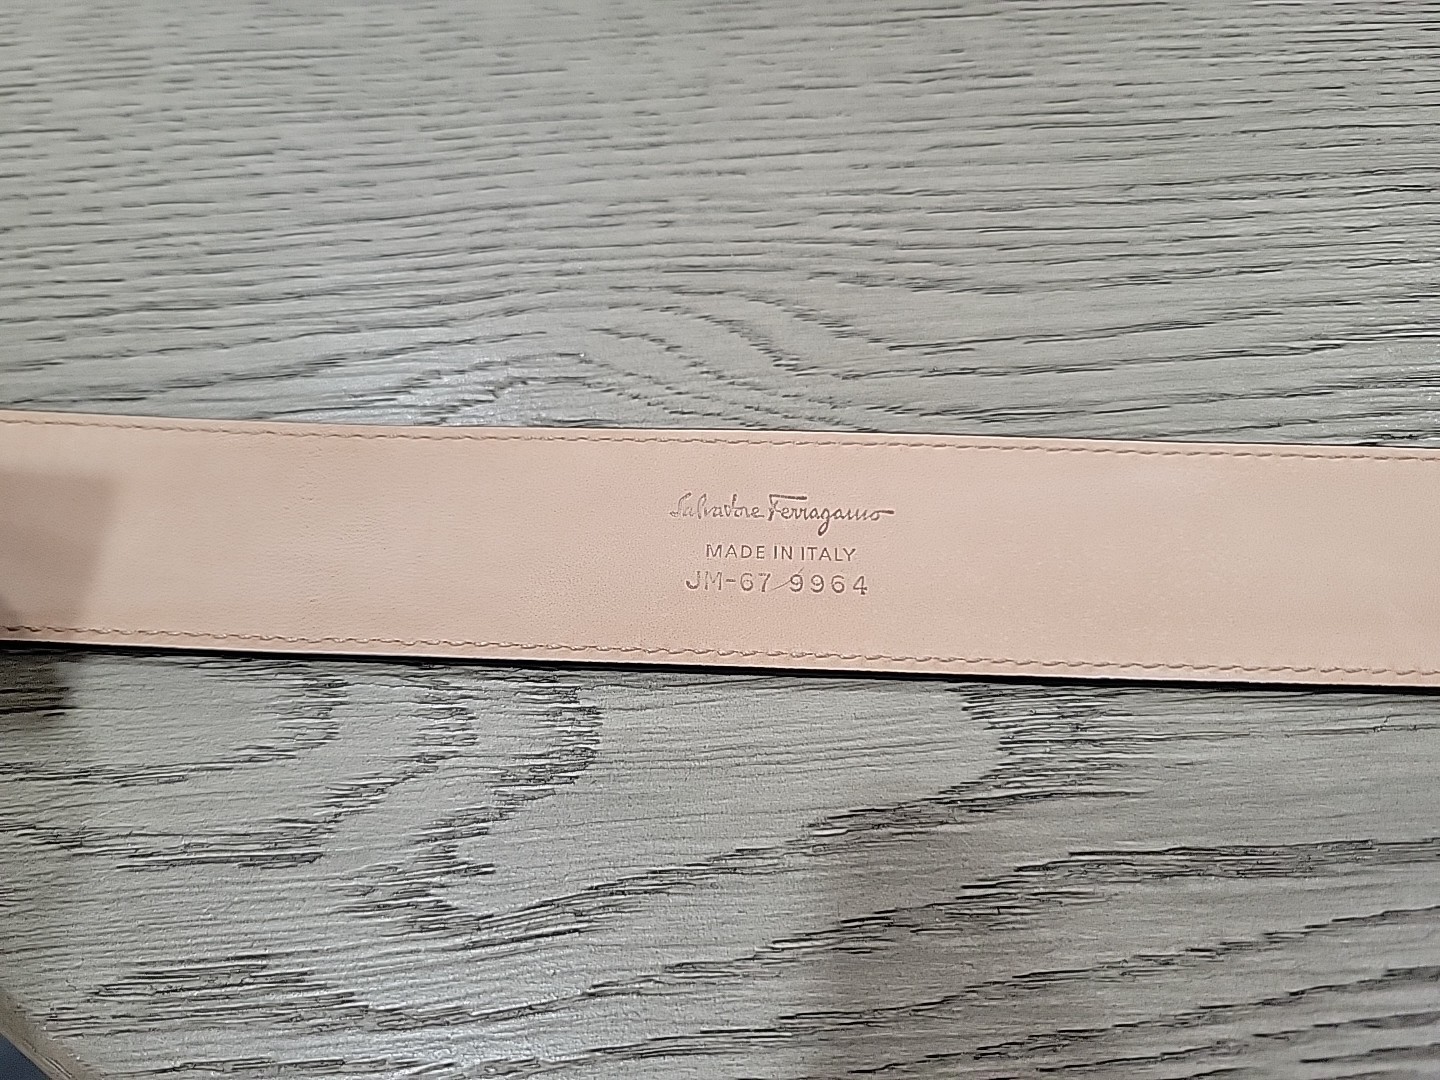 Salvatore Ferragamo
MADE IN ITALY
JM-67 9964